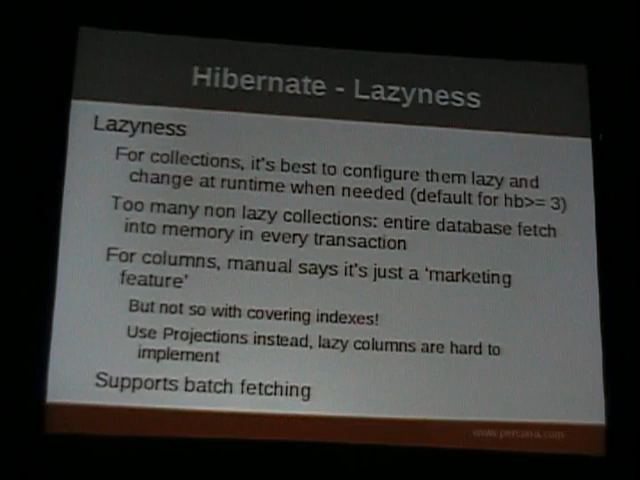 Hibernate - Lazyness
Lazyness
For collections, it's best to configure them lazy and
change at runtime when needed (default for hb>= 3)
Too many non lazy collections: entire database fetch
into memory in every transaction
For columns, manual says it's just a 'marketing
feature'
But not so with covering indexes!
Use Projections instead, lazy columns are hard to
implement
Supports batch fetching
www.percona.com